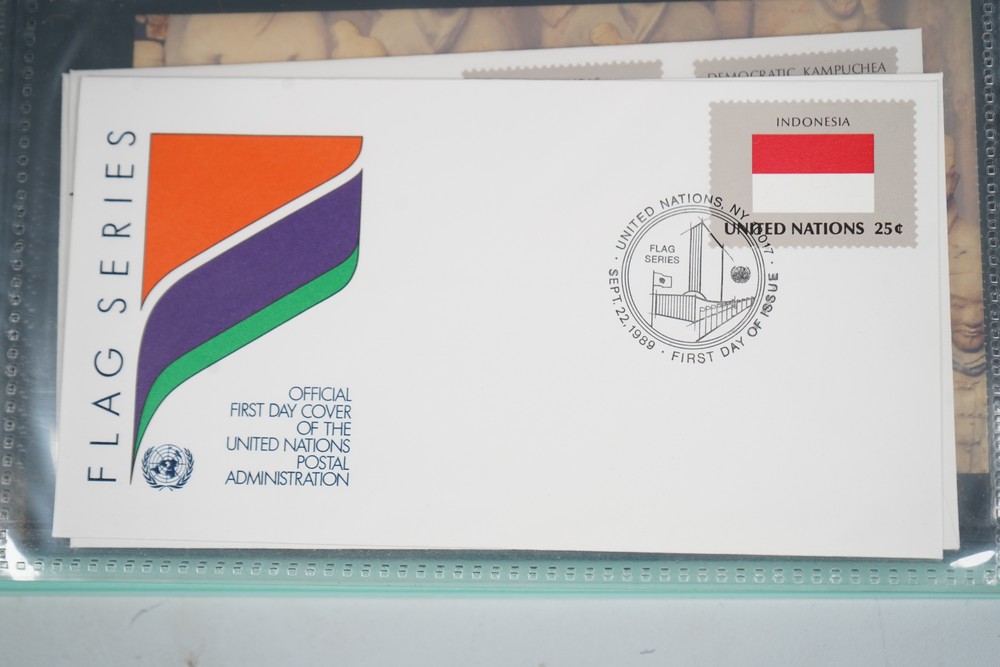 DEMOCRATIC KAMPUCHEA
FLAG SERIES
INDONESIA
UNITED NATIONS 25¢
UNITED NATIONS, NY 10017
FLAG
SERIES
SEPT. 22, 1989 · FIRST DAY OF ISSUE
OFFICIAL
FIRST DAY COVER
OF THE
UNITED NATIONS
POSTAL
ADMINISTRATION